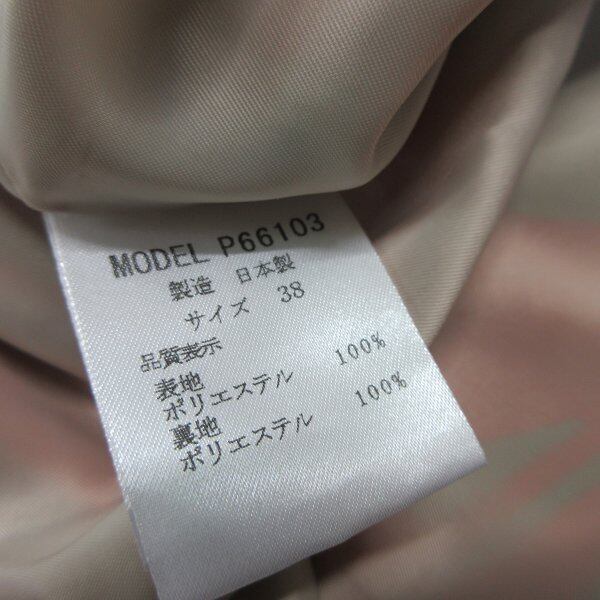 MODEL P66103
製造 日本製
サイズ 38
品質表示
表地
ポリエステル 100%
裏地
ポリエステル 100%